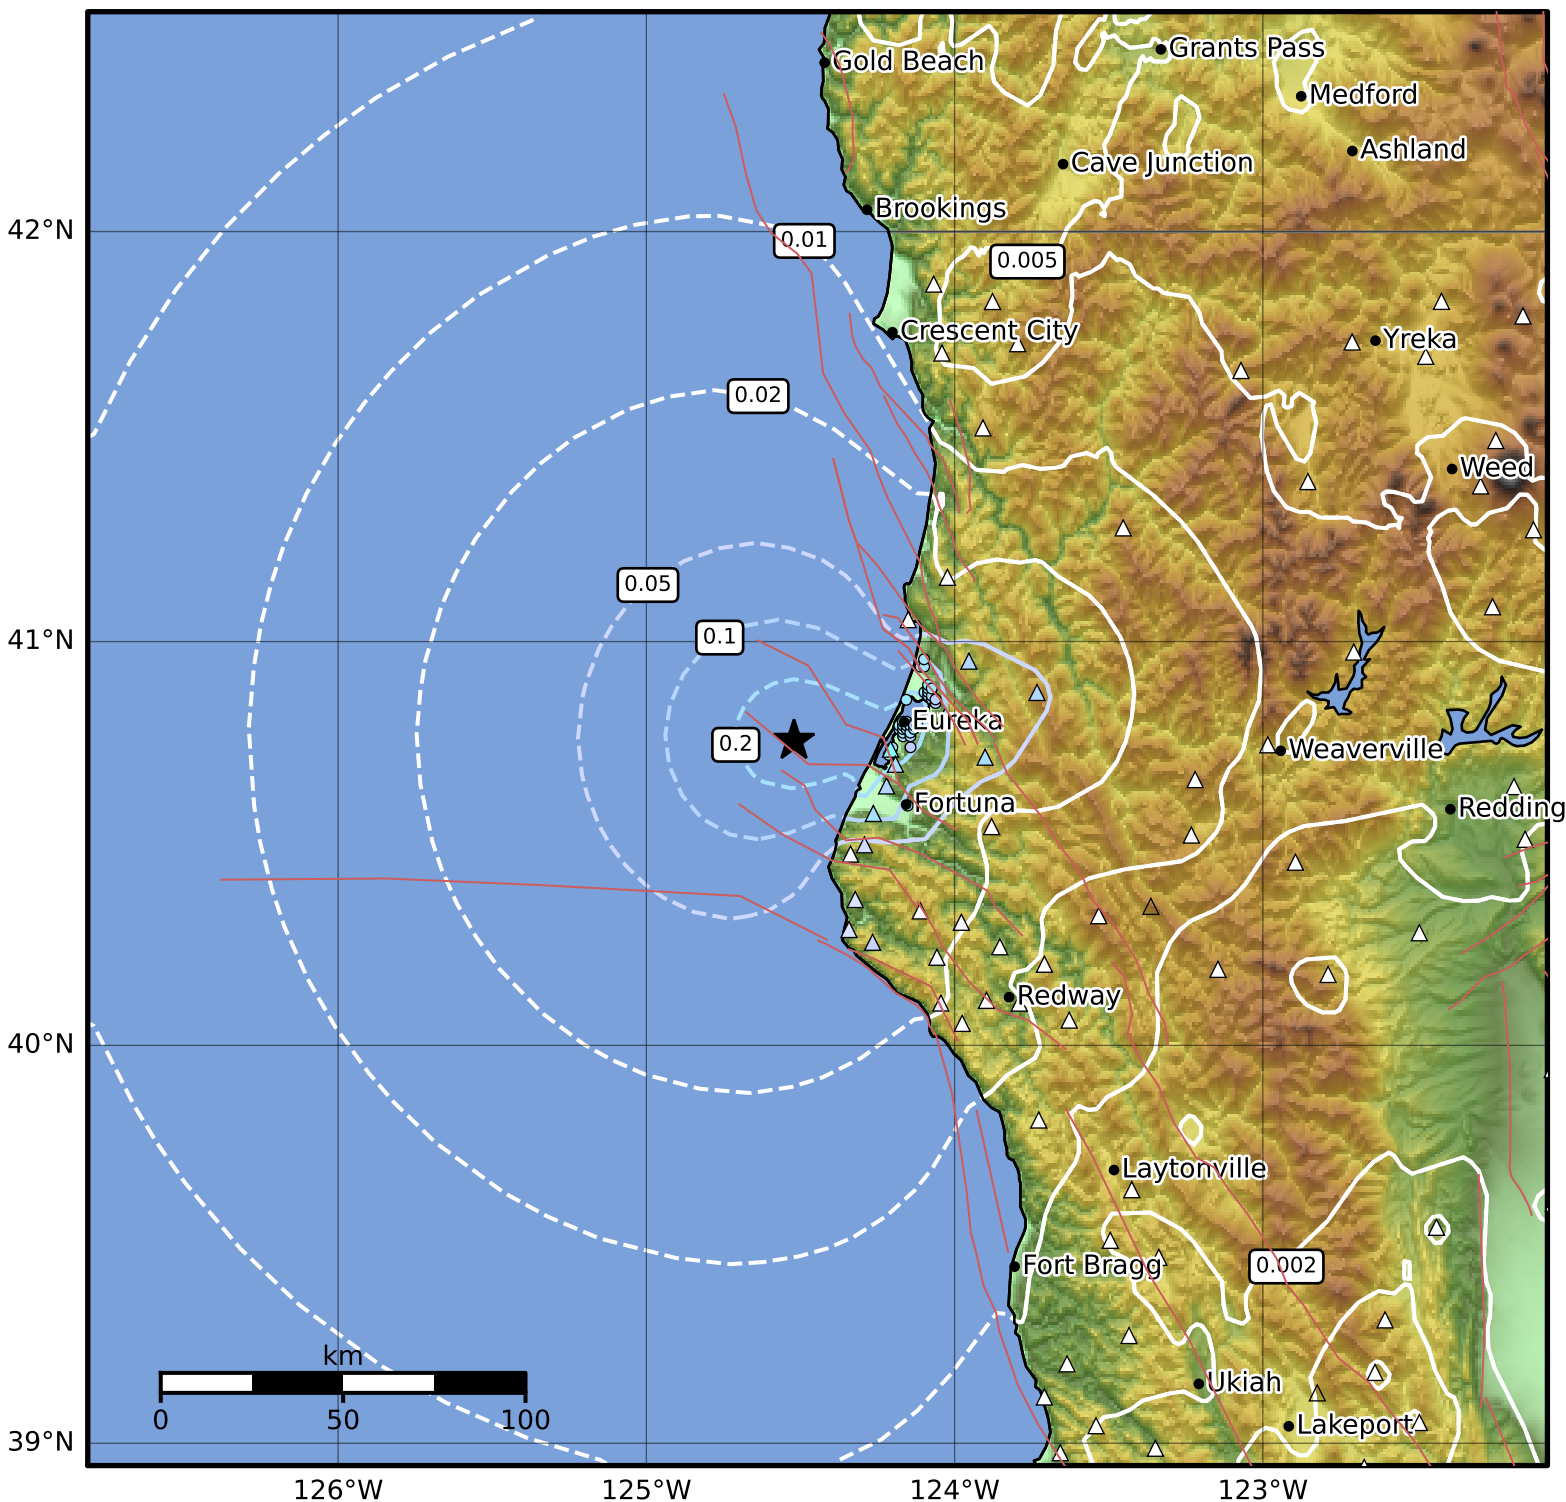 Grants Pass
Gold Beach
Medford
Ashland
Cave Junction
Brookings
42°N
0.01
0.005
Crescent City
Yreka
0.02
Weed
0.05
0.1
41°N
Eureka
0.2
Weaverville
Fortuna
Redding
Redway
40°N
Laytonville
Fort Bragg
0.002
km
Ukiah
0 50 100
Lakeport
39°N
126°W 125°W 124°W 123°W